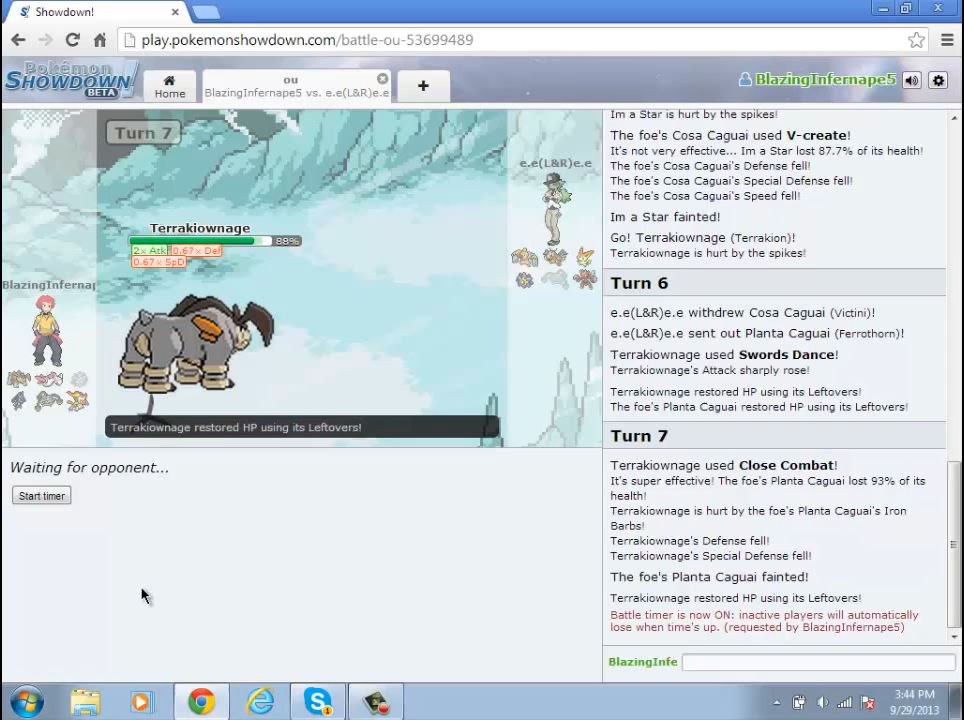 Showdown!
play.pokemonshowdown.com/battle-ou-53699489
Pokémon
SHOWDOWN
BETA
Home
ou
BlazingInfernape5 vs. e.e(L&R)e.e
+
BlazingInfernape5
Turn 7
e.e(L&R)e.e
Terrakiownage
88%
2× Atk 0.67× Def
0.67× SpD
BlazingInfernap
Terrakiownage restored HP using its Leftovers!
Waiting for opponent...
Start timer
Im a Star is hurt by the spikes!
The foe's Cosa Caguai used V-create!
It's not very effective... Im a Star lost 87.7% of its health!
The foe's Cosa Caguai's Defense fell!
The foe's Cosa Caguai's Special Defense fell!
The foe's Cosa Caguai's Speed fell!
Im a Star fainted!
Go! Terrakiownage (Terrakion)!
Terrakiownage is hurt by the spikes!
Turn 6
e.e(L&R)e.e withdrew Cosa Caguai (Victini)!
e.e(L&R)e.e sent out Planta Caguai (Ferrothorn)!
Terrakiownage used Swords Dance!
Terrakiownage's Attack sharply rose!
Terrakiownage restored HP using its Leftovers!
The foe's Planta Caguai restored HP using its Leftovers!
Turn 7
Terrakiownage used Close Combat!
It's super effective! The foe's Planta Caguai lost 93% of its
health!
Terrakiownage is hurt by the foe's Planta Caguai's Iron
Barbs!
Terrakiownage's Defense fell!
Terrakiownage's Special Defense fell!
The foe's Planta Caguai fainted!
Terrakiownage restored HP using its Leftovers!
Battle timer is now ON: inactive players will automatically
lose when time's up. (requested by BlazingInfernape5)
BlazingInfe
3:44 PM
9/29/2013